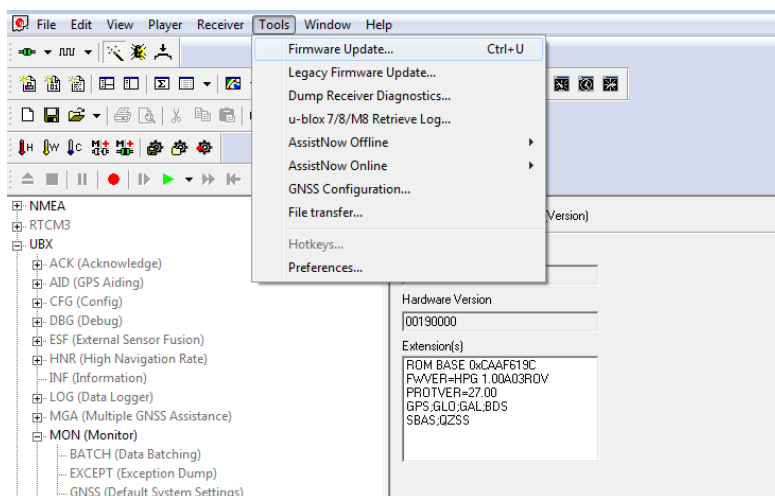 File Edit View Player Receiver Tools Window Help
Firmware Update... Ctrl+U
Legacy Firmware Update...
Dump Receiver Diagnostics...
u-blox 7/8/M8 Retrieve Log...
AssistNow Offline
AssistNow Online
GNSS Configuration...
File transfer...
Hotkeys...
Preferences...
H W C
NMEA
RTCM3
UBX
ACK (Acknowledge)
AID (GPS Aiding)
CFG (Config)
DBG (Debug)
ESF (External Sensor Fusion)
HNR (High Navigation Rate)
INF (Information)
LOG (Data Logger)
MGA (Multiple GNSS Assistance)
MON (Monitor)
BATCH (Data Batching)
EXCEPT (Exception Dump)
GNSS (Default System Settings)
Version)
Hardware Version
00190000
Extension(s)
ROM BASE 0xCAAF619C
FWVER=HPG 1.00A03ROV
PROTVER=27.00
GPS;GLO;GAL;BDS
SBAS;QZSS